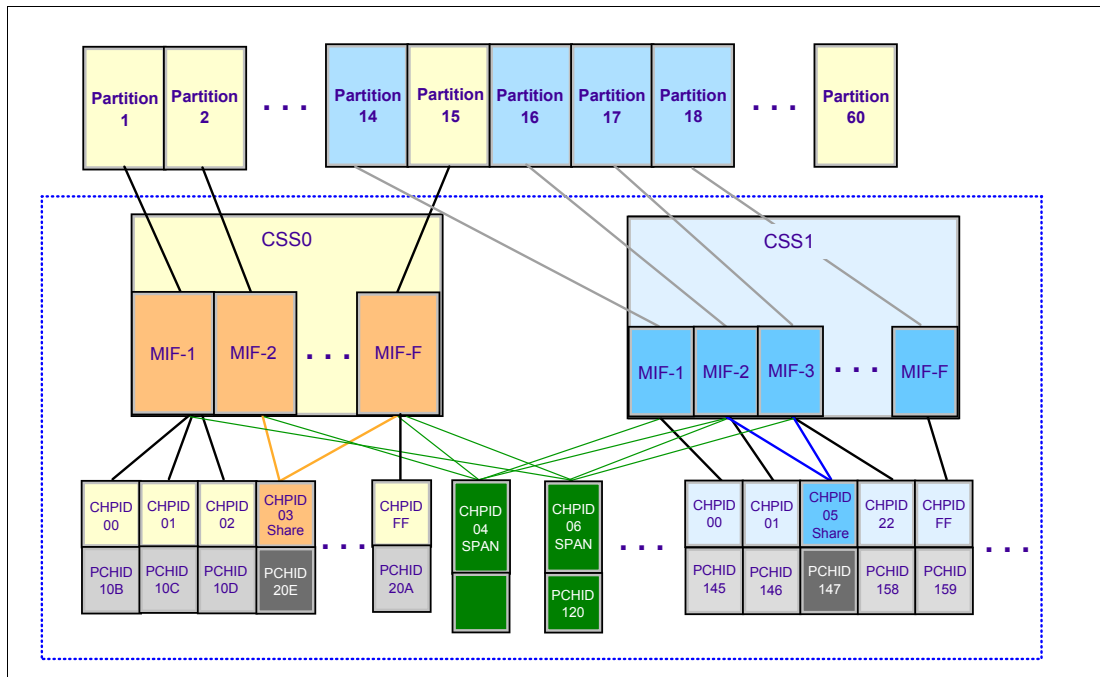 Partition
1
Partition
2
. . .
Partition
14
Partition
15
Partition
16
Partition
17
Partition
18
. . .
Partition
60
CSS0
CSS1
MIF-1
MIF-2
. . .
MIF-F
MIF-1
MIF-2
MIF-3
. . .
MIF-F
CHPID
00
CHPID
01
CHPID
02
CHPID
03
Share
. . .
CHPID
FF
CHPID
04
SPAN
CHPID
06
SPAN
. . .
CHPID
00
CHPID
01
CHPID
05
Share
CHPID
22
CHPID
FF
. . .
PCHID
10B
PCHID
10C
PCHID
10D
PCHID
20E
PCHID
20A
PCHID
120
PCHID
145
PCHID
146
PCHID
147
PCHID
158
PCHID
159